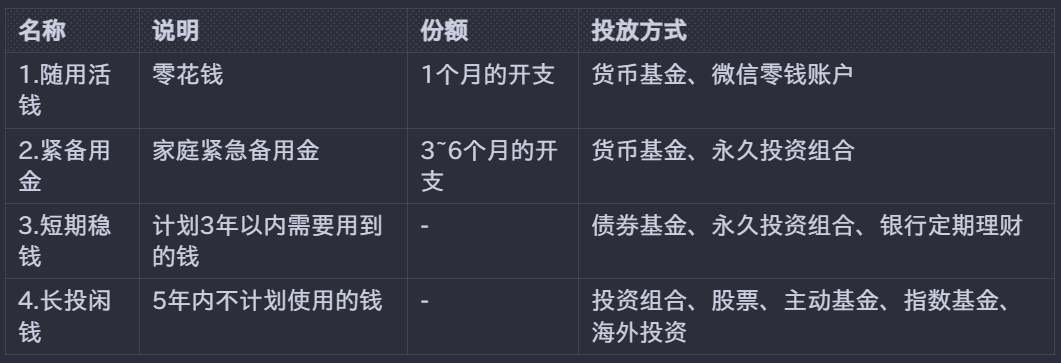 名称 说明 份额 投放方式
1.随用活钱 零花钱 1个月的开支 货币基金、微信零钱账户
2.紧备用金 家庭紧急备用金 3~6个月的开支 货币基金、永久投资组合
3.短期稳钱 计划3年以内需要用到的钱 - 债券基金、永久投资组合、银行定期理财
4.长投闲钱 5年内不计划使用的钱 - 投资组合、股票、主动基金、指数基金、海外投资